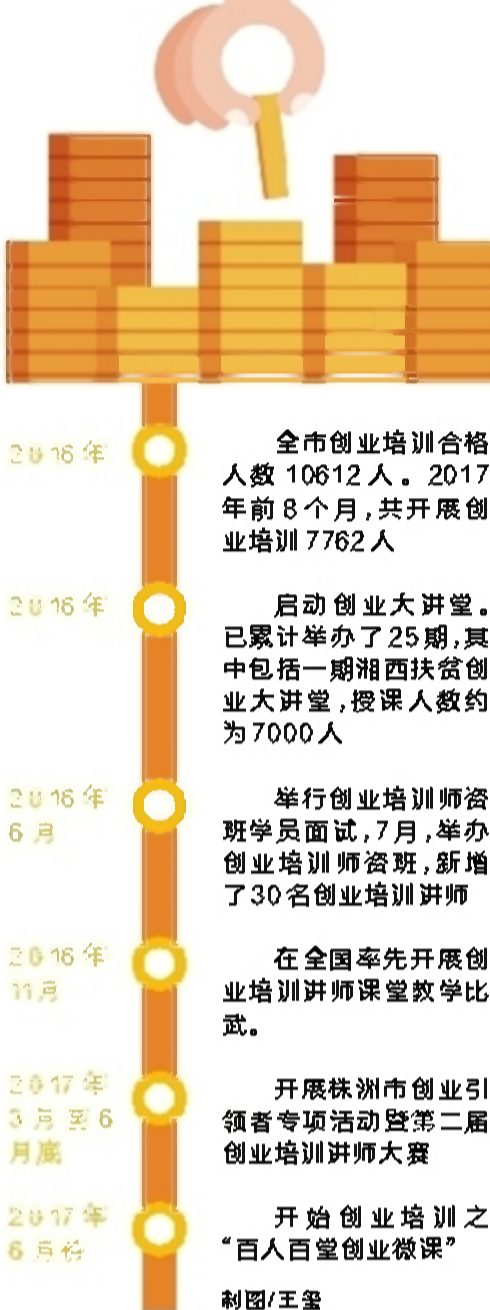 2016年
全市创业培训合格
人数10612人。2017
年前8个月,共开展创
业培训7762人
2016年
启动创业大讲堂。
已累计举办了25期,其
中包括一期湘西扶贫创
业大讲堂,授课人数约
为7000人
2016年
6月
举行创业培训师资
班学员面试,7月,举办
创业培训师资班,新增
了30名创业培训讲师
2016年
11月
在全国率先开展创
业培训讲师课堂教学比
武。
2017年
3月至6
月底
开展株洲市创业引
领者专项活动暨第二届
创业培训讲师大赛
2017年
6月份
开始创业培训之
“百人百堂创业微课”
制图/王玺